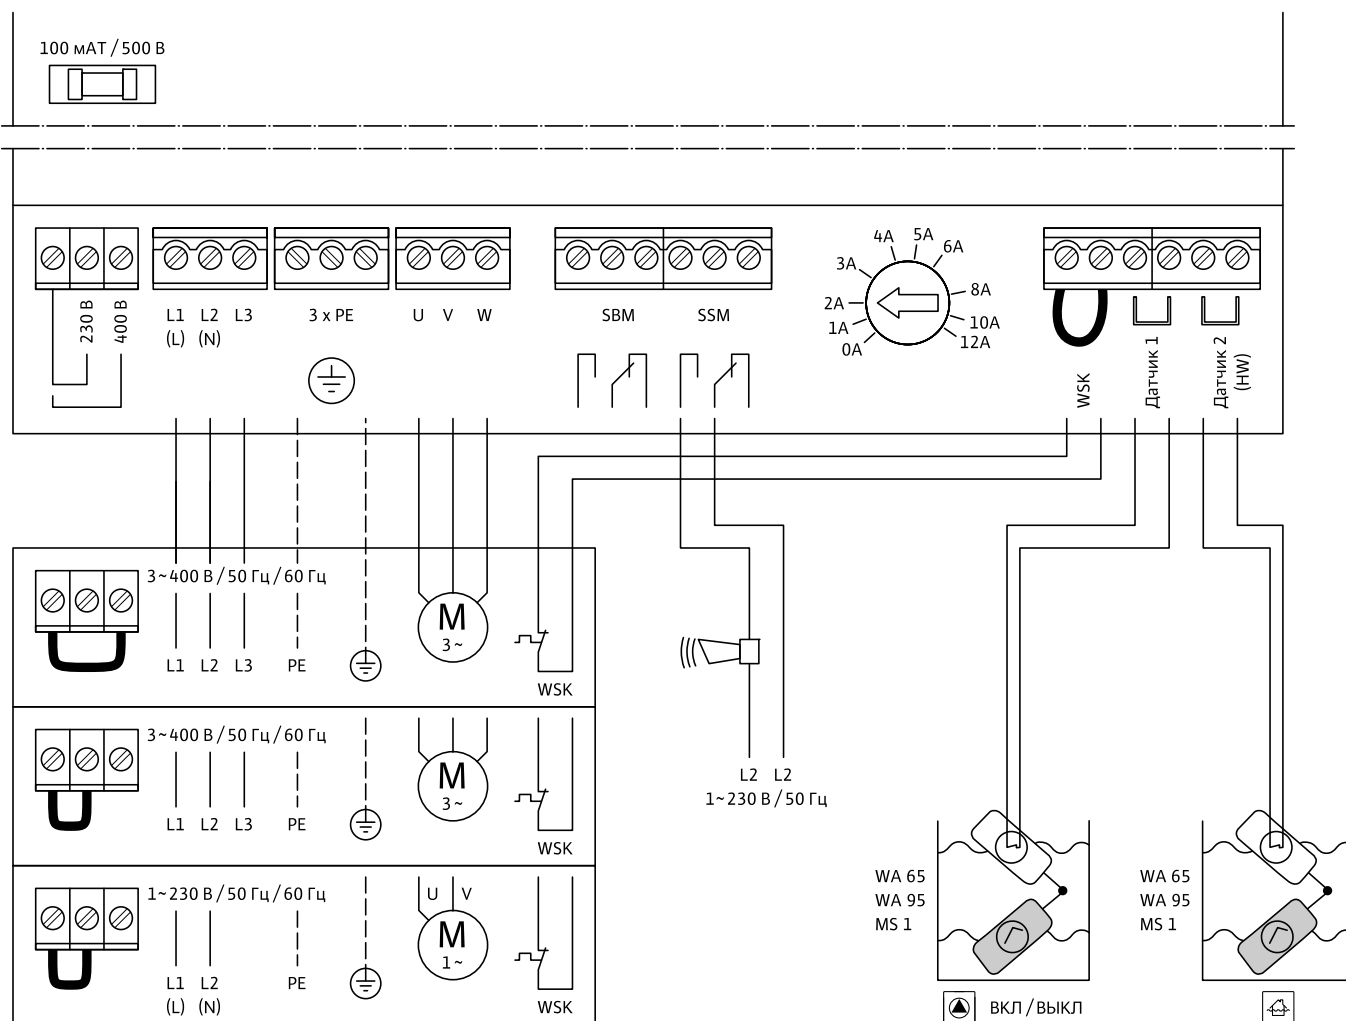 100 мАТ / 500 В
4A
5A
6A
3A
8A
2A
10A
1A
12A
0A
230 В
400 В
L1 L2 L3
(L) (N)
3 x PE
U V W
SBM
SSM
WSK
Датчик 1
Датчик 2
(HW)
3~400 В / 50 Гц / 60 Гц
M
3~
L1 L2 L3 PE
WSK
3~400 В / 50 Гц / 60 Гц
M
3~
L1 L2 L3 PE
WSK
L2 L2
1~230 В / 50 Гц
1~230 В / 50 Гц / 60 Гц
U V
M
1~
L1 L2 PE
(L) (N)
WSK
WA 65
WA 95
MS 1
ВКЛ / ВЫКЛ
WA 65
WA 95
MS 1